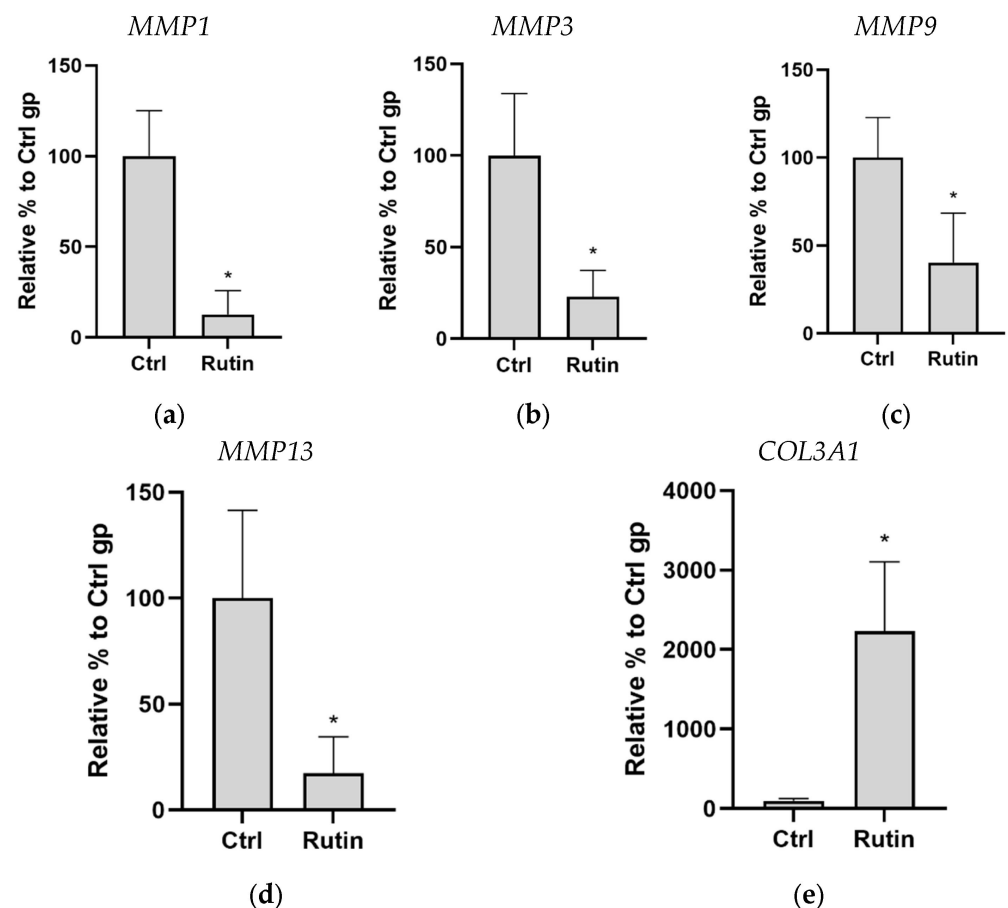 MMP1
Relative % to Ctrl gp
150
100
50
0
*
Ctrl Rutin
(a)
MMP3
Relative % to Ctrl gp
150
100
50
0
*
Ctrl Rutin
(b)
MMP9
Relative % to Ctrl gp
150
100
50
0
*
Ctrl Rutin
(c)
MMP13
Relative % to Ctrl gp
150
100
50
0
*
Ctrl Rutin
(d)
COL3A1
Relative % to Ctrl gp
4000
3000
2000
1000
0
*
Ctrl Rutin
(e)